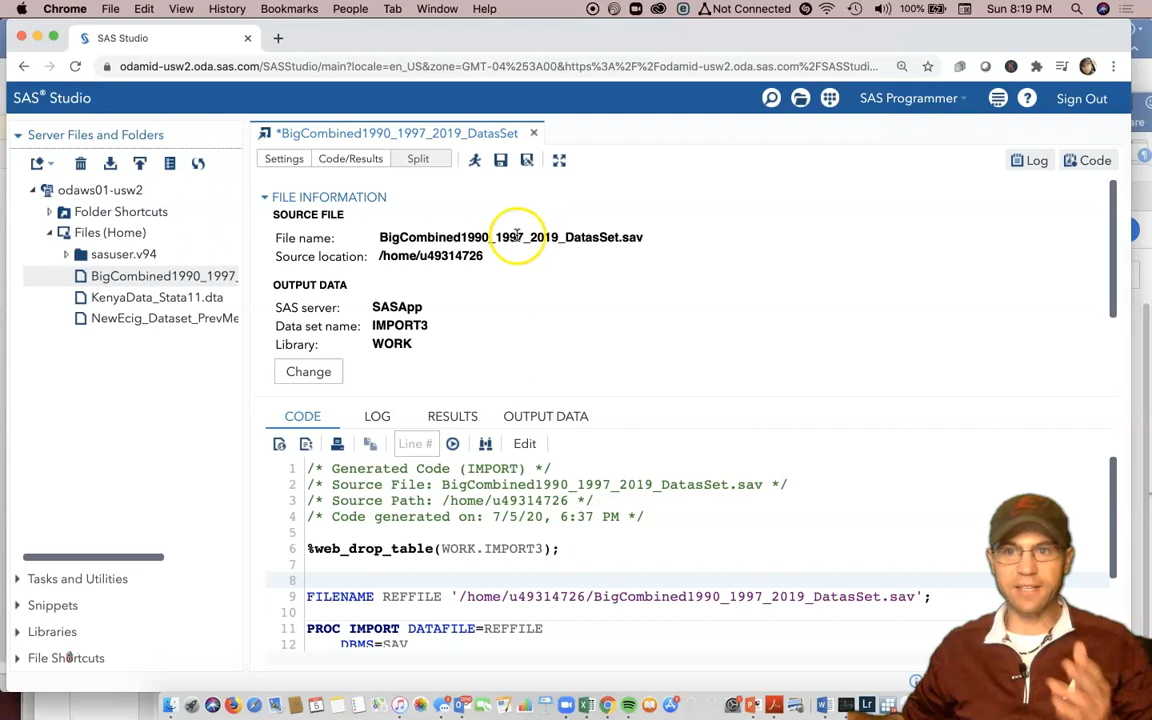 Chrome File Edit View History Bookmarks People Tab Window Help Not Connected 100% Sun 8:19 PM
SAS Studio
odamid-usw2.oda.sas.com/SASStudio/main?locale=en_US&zone=GMT-04%253A00&https%3A%2F%2Fodamid-usw2.oda.sas.com%2FSASStudi...
SAS® Studio SAS Programmer Sign Out
Server Files and Folders
*BigCombined1990_1997_2019_DatasSet
Settings Code/Results Split Log Code
odaws01-usw2
Folder Shortcuts
Files (Home)
sasuser.v94
BigCombined1990_1997_
KenyaData_Stata11.dta
NewEcig_Dataset_PrevMe
FILE INFORMATION
SOURCE FILE
File name: BigCombined1990_1997_2019_DatasSet.sav
Source location: /home/u49314726
OUTPUT DATA
SAS server: SASApp
Data set name: IMPORT3
Library: WORK
Change
CODE LOG RESULTS OUTPUT DATA
Line # Edit
1 /* Generated Code (IMPORT) */
2 /* Source File: BigCombined1990_1997_2019_DatasSet.sav */
3 /* Source Path: /home/u49314726 */
4 /* Code generated on: 7/5/20, 6:37 PM */
5
6 %web_drop_table(WORK.IMPORT3);
7
8
9 FILENAME REFFILE '/home/u49314726/BigCombined1990_1997_2019_DatasSet.sav';
10
11 PROC IMPORT DATAFILE=REFFILE
12 DBMS=SAV
Tasks and Utilities
Snippets
Libraries
File Shortcuts